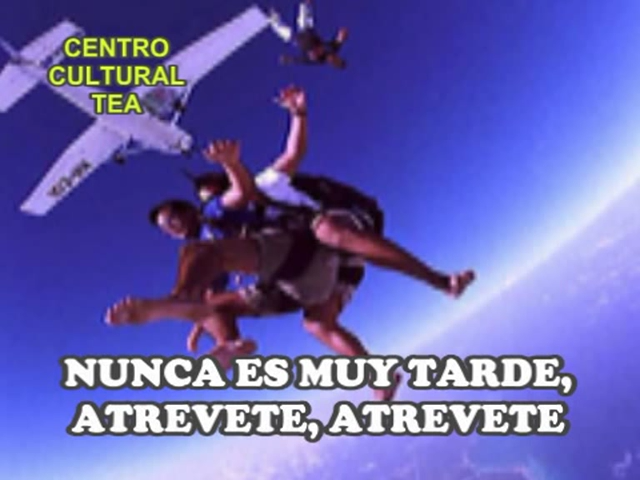 CENTRO
CULTURAL
TEA
NUNCA ES MUY TARDE,
ATREVETE, ATREVETE